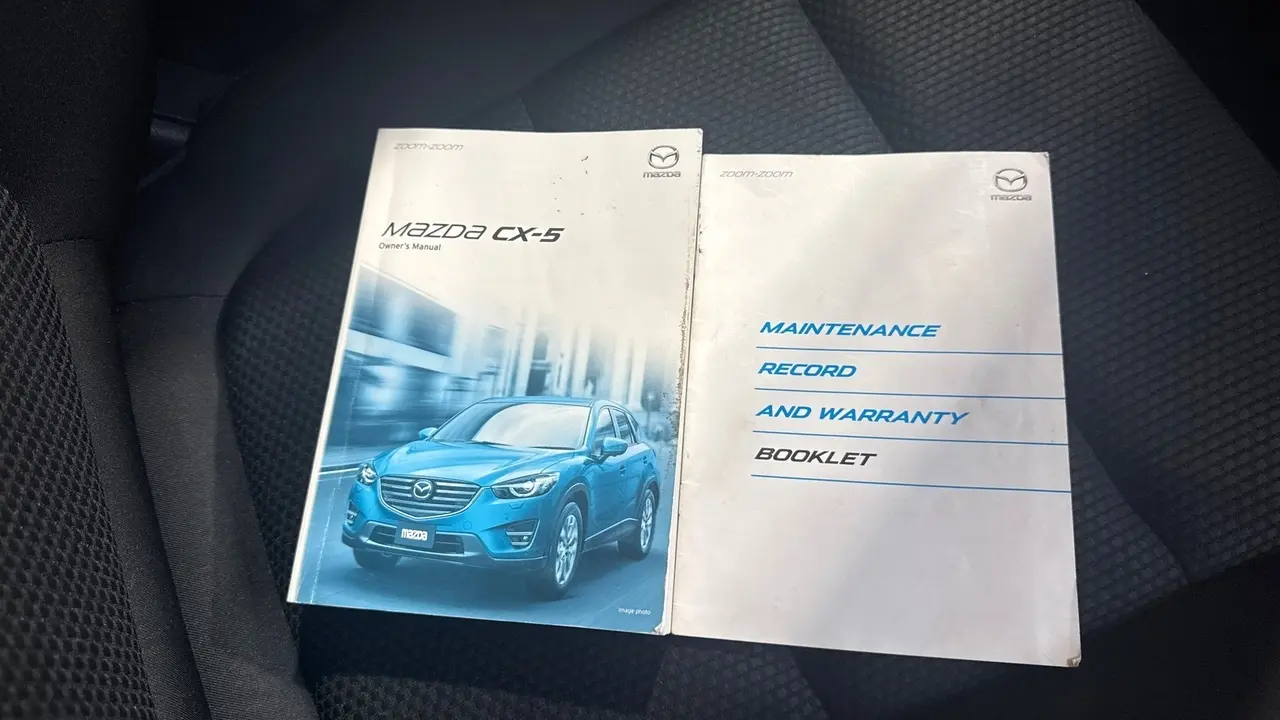 zoom-zoom
mazda
MAZDA CX-5
Owner's Manual
mazda
Image photo
zoom-zoom
mazda
MAINTENANCE
RECORD
AND WARRANTY
BOOKLET